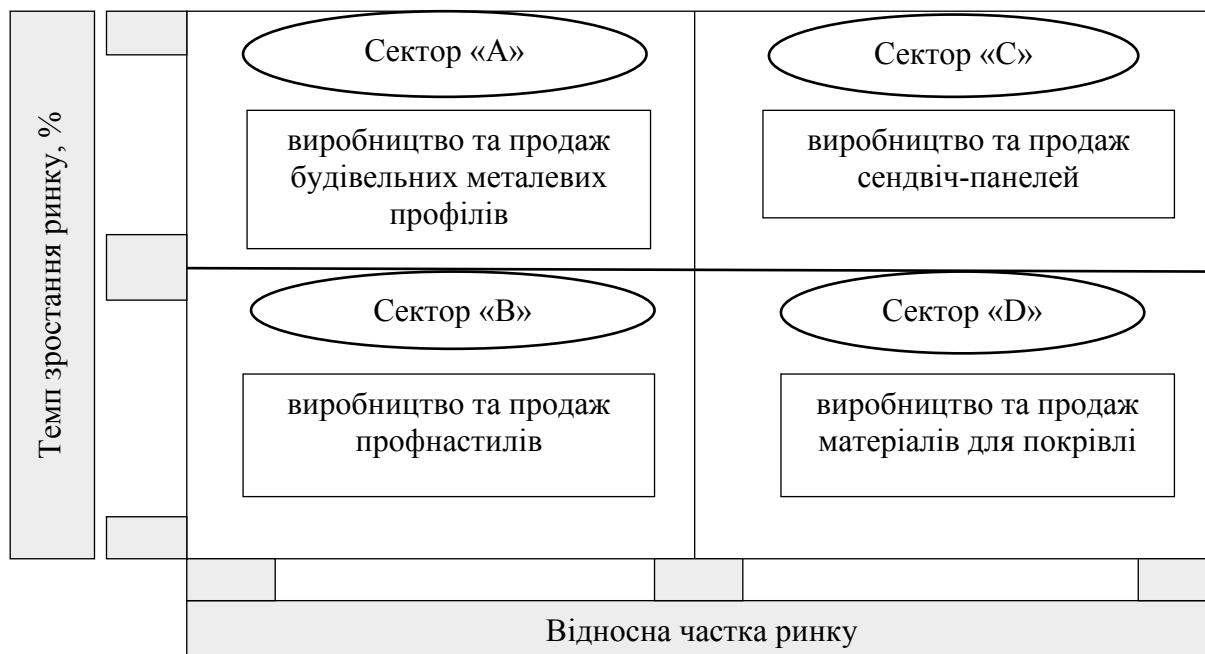 Темп зростання ринку, %
Сектор «А»
виробництво та продаж
будівельних металевих
профілів
Сектор «С»
виробництво та продаж
сендвіч-панелей
Сектор «В»
виробництво та продаж
профнастилів
Сектор «D»
виробництво та продаж
матеріалів для покрівлі
Відносна частка ринку